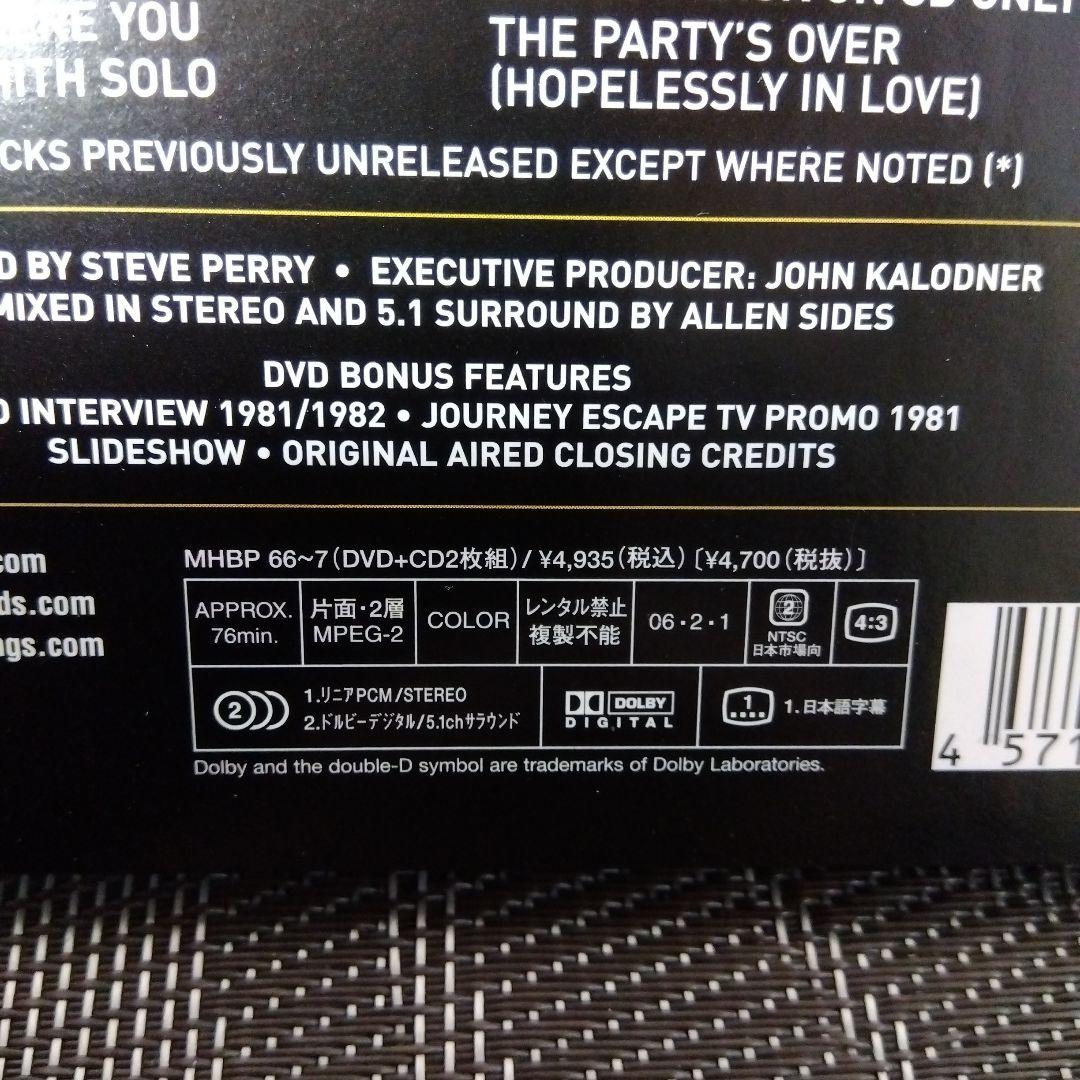 ON CD ONLY
ERE YOU
THE PARTY'S OVER
SOLO
(HOPELESSLY IN LOVE)
PREVIOUSLY UNRELEASED EXCEPT WHERE NOTED (*)
BY STEVE PERRY • EXECUTIVE PRODUCER: JOHN KALODNER
MIXED IN STEREO AND 5.1 SURROUND BY ALLEN SIDES
DVD BONUS FEATURES
INTERVIEW 1981/1982 • JOURNEY ESCAPE TV PROMO 1981
SLIDESHOW • ORIGINAL AIRED CLOSING CREDITS
.com
ds.com
ngs.com
MHBP 66~7(DVD+CD2枚組)/¥4,935(税込)[¥4,700(税抜)]
APPROX. 76min.
片面・2層 MPEG-2
COLOR
レンタル禁止 複製不能
06・2・1
2 NTSC 日本市場向
4:3
2
1.リニアPCM/STEREO
2.ドルビーデジタル/5.1chサラウンド
DOLBY DIGITAL
1
1.日本語字幕
Dolby and the double-D symbol are trademarks of Dolby Laboratories.
4 571